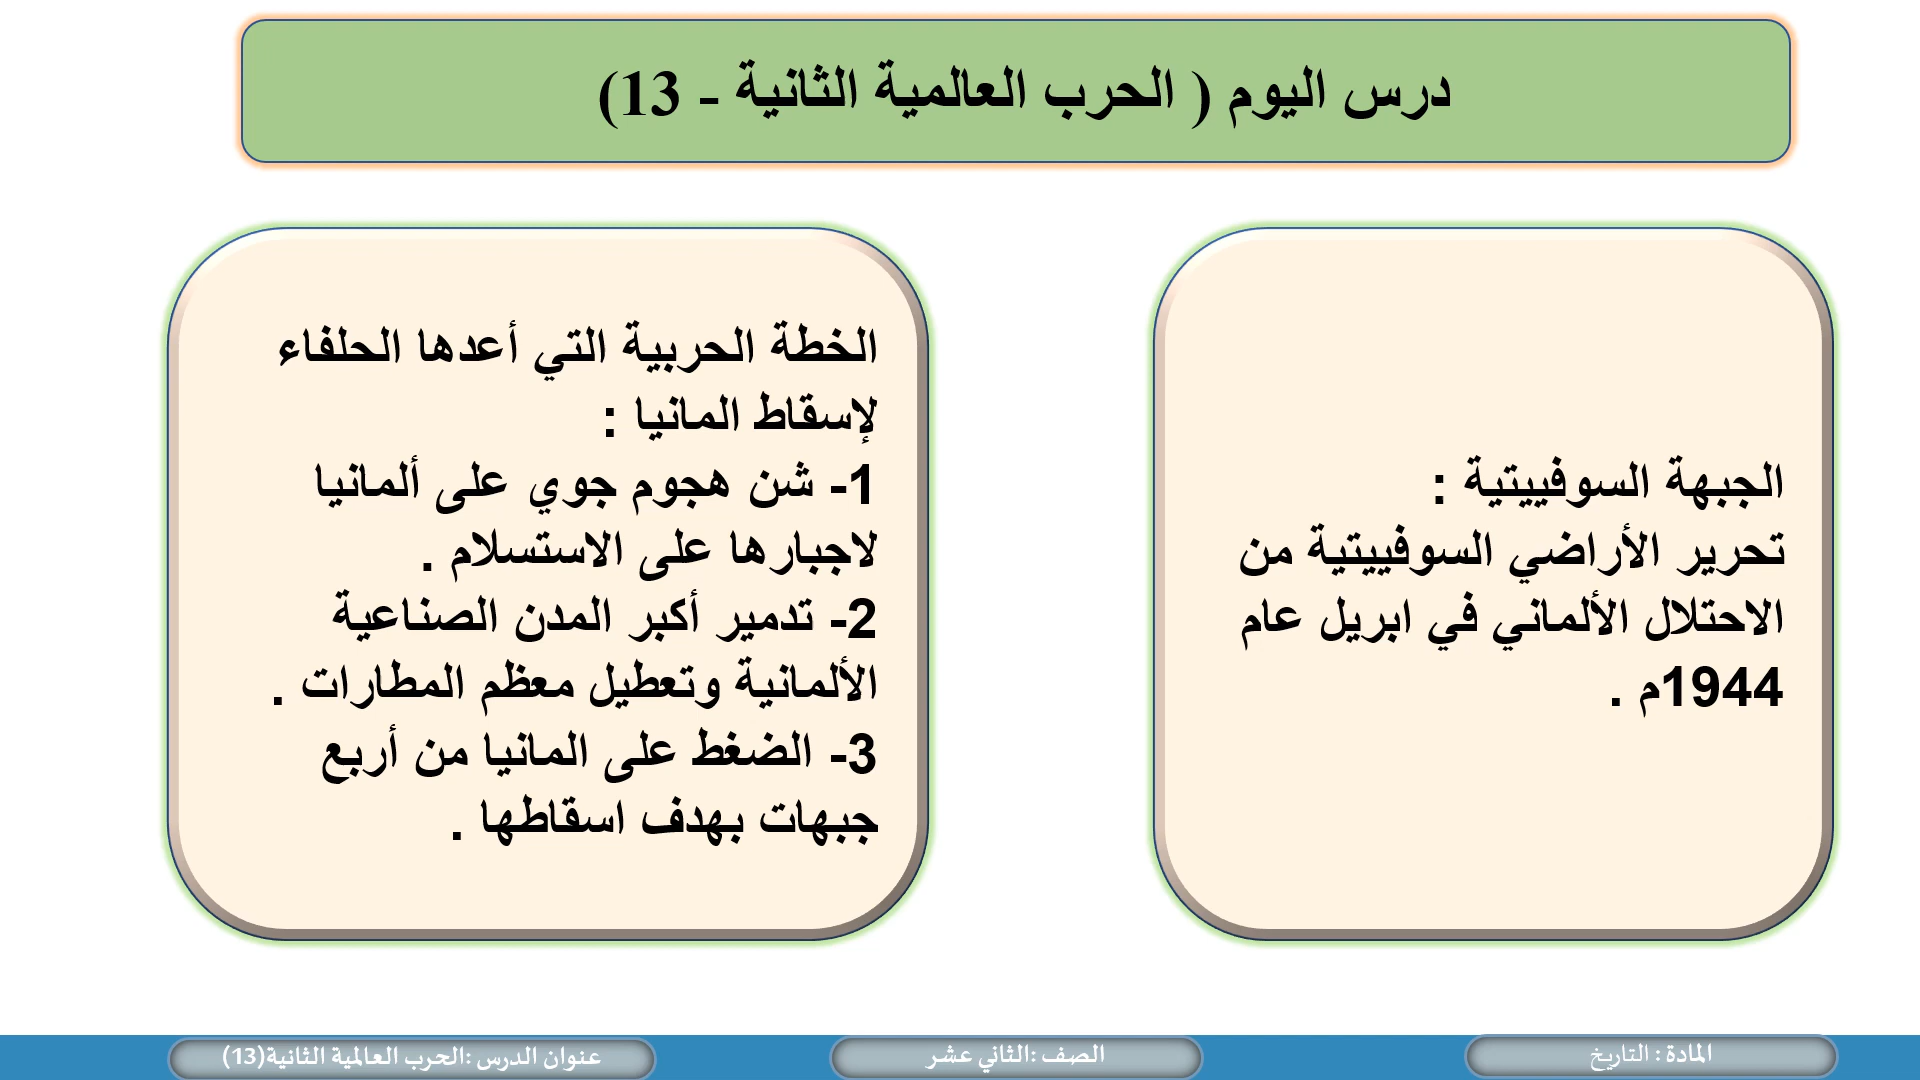 درس اليوم ( الحرب العالمية الثانية - 13)
الجبهة السوفييتية :
تحرير الأراضي السوفييتية من
الاحتلال الألماني في ابريل عام
1944م .
الخطة الحربية التي أعدها الحلفاء
لإسقاط المانيا :
1- شن هجوم جوي على ألمانيا
لاجبارها على الاستسلام .
2- تدمير أكبر المدن الصناعية
الألمانية وتعطيل معظم المطارات .
3- الضغط على المانيا من أربع
جبهات بهدف اسقاطها .
المادة : التاريخ
الصف :الثاني عشر
عنوان الدرس :الحرب العالمية الثانية(13)